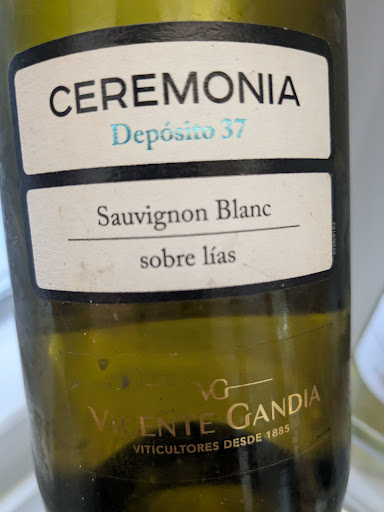 CEREMONIA
Depósito 37
Sauvignon Blanc
sobre lías
VG
VICENTE GANDIA
VITICULTORES DESDE 1885